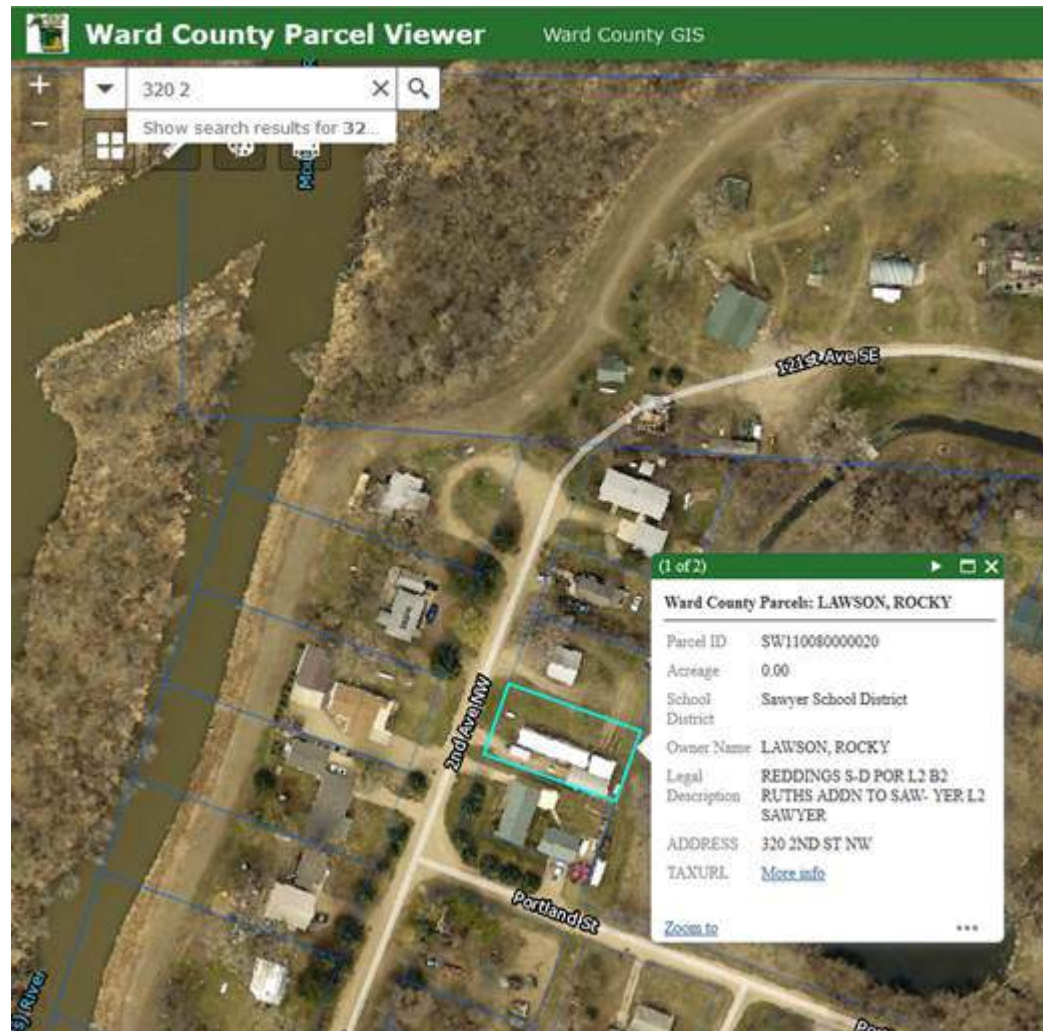 Ward County Parcel Viewer
Ward County GIS
320 2
Show search results for 32...
121st Ave SE
2nd Ave NW
Portland St
River
(1 of 2)
Ward County Parcels: LAWSON, ROCKY
Parcel ID SW110080000020
Acreage 0.00
School District Sawyer School District
Owner Name LAWSON, ROCKY
Legal Description REDDINGS S-D POR L2 B2
RUTHS ADDN TO SAW- YER L2
SAWYER
ADDRESS 320 2ND ST NW
TAXURL More info
Zoom to